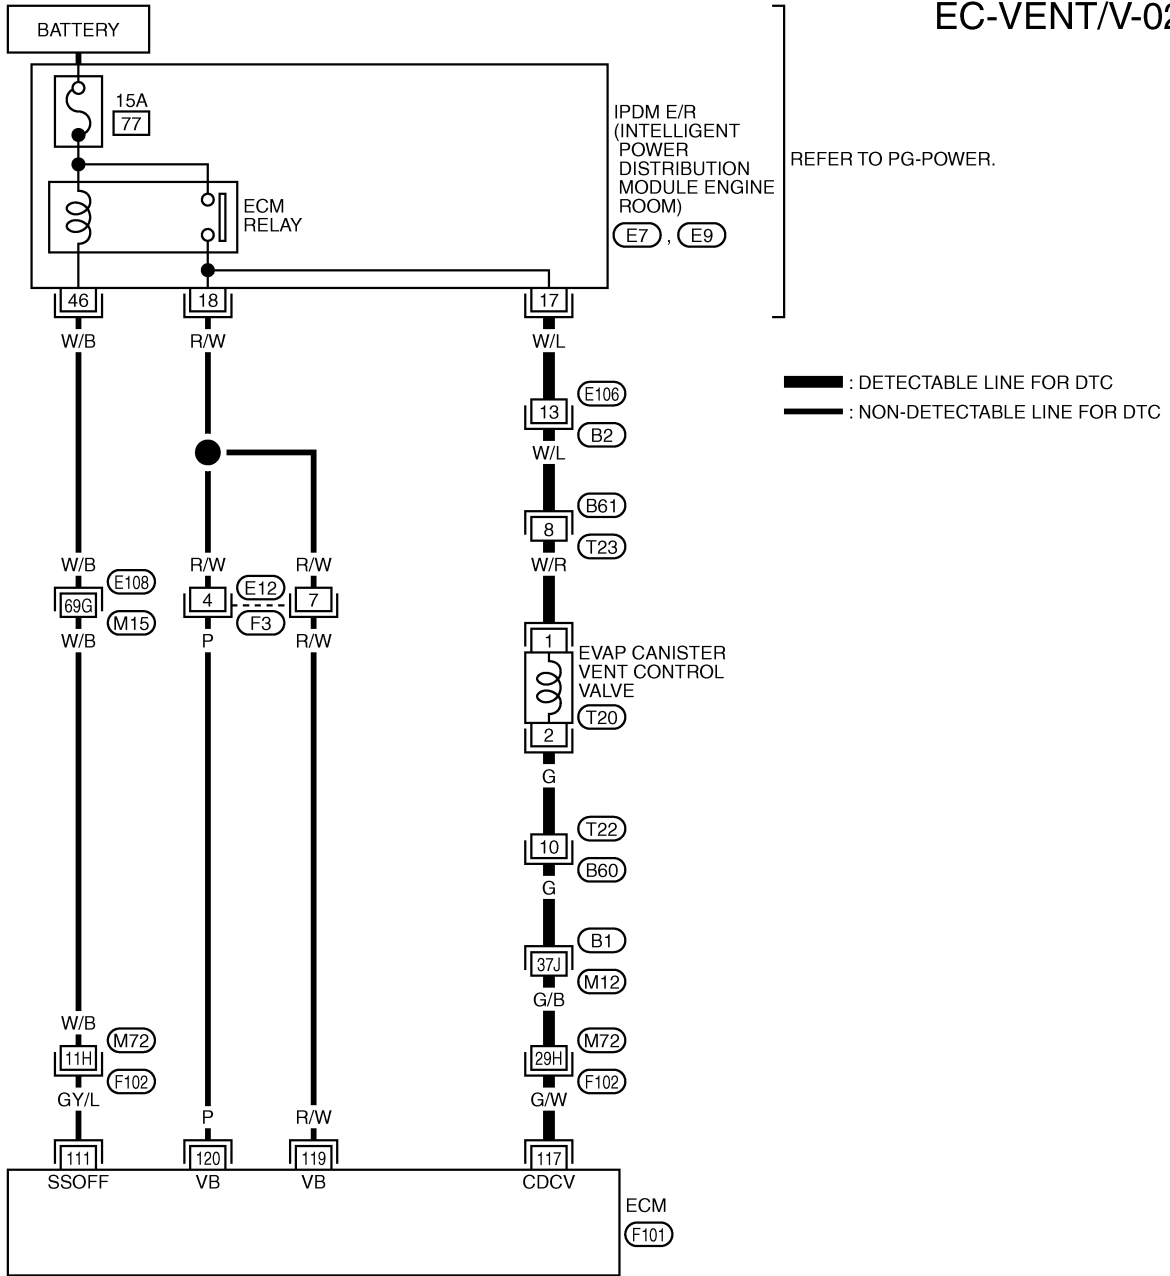 EC-VENT/V-02
BATTERY
15A
77
IPDM E/R
(INTELLIGENT
POWER
DISTRIBUTION
MODULE ENGINE
ROOM)
E7 , E9
REFER TO PG-POWER.
ECM
RELAY
46
18
17
W/B
R/W
W/L
: DETECTABLE LINE FOR DTC
: NON-DETECTABLE LINE FOR DTC
13
E106
B2
W/L
8
B61
T23
W/B
R/W
R/W
W/R
69G
E108
M15
4
E12
F3
7
W/B
P
R/W
1
EVAP CANISTER
VENT CONTROL
VALVE
T20
2
G
10
T22
B60
G
37J
B1
M12
G/B
W/B
11H
M72
F102
29H
M72
F102
GY/L
G/W
P
R/W
111
120
119
117
SSOFF
VB
VB
CDCV
ECM
F101